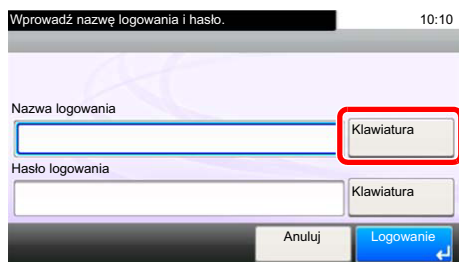 Wprowadź nazwę logowania i hasło. 10:10
Nazwa logowania
Klawiatura
Hasło logowania
Klawiatura
Anuluj Logowanie